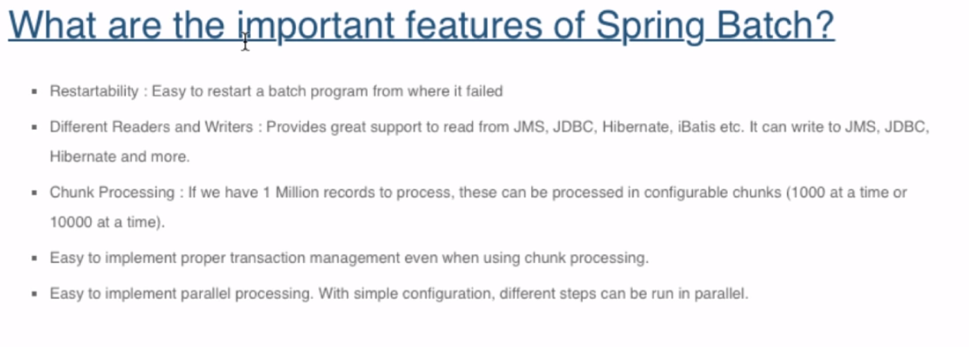 What are the important features of Spring Batch?
▪ Restartability : Easy to restart a batch program from where it failed
▪ Different Readers and Writers : Provides great support to read from JMS, JDBC, Hibernate, iBatis etc. It can write to JMS, JDBC,
Hibernate and more.
▪ Chunk Processing : If we have 1 Million records to process, these can be processed in configurable chunks (1000 at a time or
10000 at a time).
▪ Easy to implement proper transaction management even when using chunk processing.
▪ Easy to implement parallel processing. With simple configuration, different steps can be run in parallel.